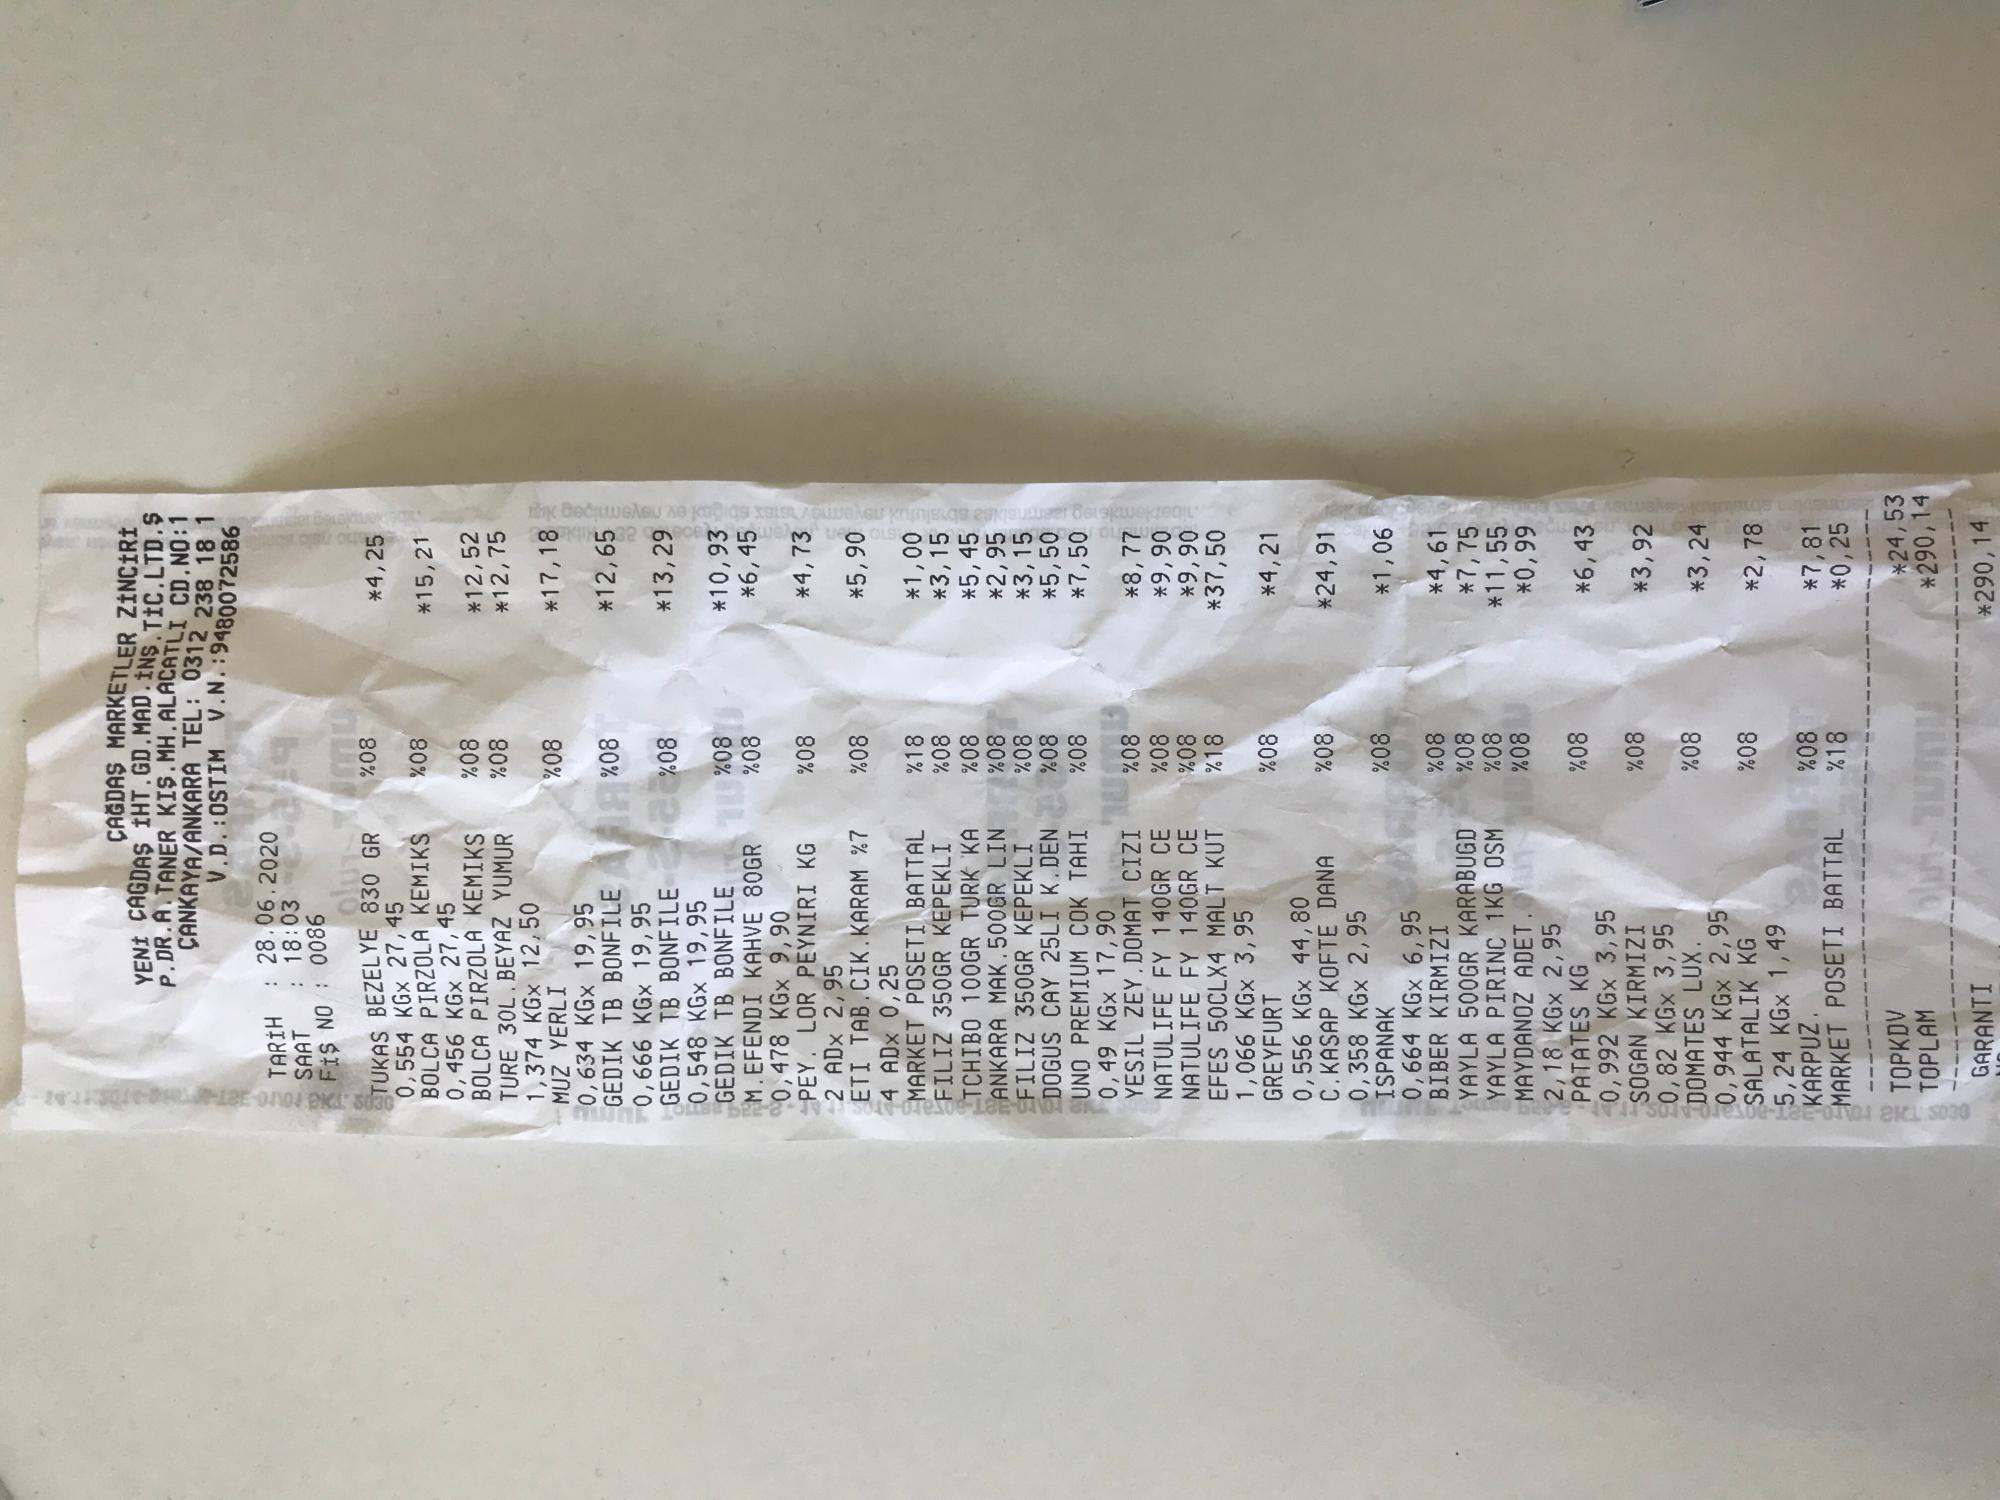 ÇAĞDAŞ MARKETLER ZİNCİRİ
YENİ ÇAGDAŞ İHT.GD.MAD.İNŞ.TİC.LTD.Ş
P.DR.A.TANER KIŞ.MH.ALACATLI CD.NO:1
ÇANKAYA/ANKARA TEL: 0312 238 18 1
V.D.:OSTIM V.N.:9480072586
TARİH : 28.06.2020
SAAT : 18:03
FİŞ NO : 0086
TUKAS BEZELYE 830 GR %08 *4,25
0,554 KGx 27,45
BOLCA PIRZOLA KEMIKS %08 *15,21
0,456 KGx 27,45
BOLCA PIRZOLA KEMIKS %08 *12,52
TURE 30L.BEYAZ YUMUR %08 *12,75
1,374 KGx 12,50
MUZ YERLI %08 *17,18
0,634 KGx 19,95
GEDIK TB BONFILE %08 *12,65
0,666 KGx 19,95
GEDIK TB BONFILE %08 *13,29
0,548 KGx 19,95
GEDIK TB BONFILE %08 *10,93
M.EFENDI KAHVE 80GR %08 *6,45
0,478 KGx 9,90
PEY. LOR PEYNIRI KG %08 *4,73
2 ADx 2,95
ETI TAB.CIK.KARAM %7 %08 *5,90
4 ADx 0,25
MARKET POSETI BATTAL %18 *1,00
FILIZ 350GR KEPEKLI %08 *3,15
TCHIBO 100GR TURK KA %08 *5,45
ANKARA MAK.500GR LIN %08 *2,95
FILIZ 350GR KEPEKLI %08 *3,15
DOGUS CAY 25LI K.DEN %08 *5,50
UNO PREMIUM COK TAHI %08 *7,50
0,49 KGx 17,90
YESIL ZEY.DOMAT CIZI %08 *8,77
NATULIFE FY 140GR CE %08 *9,90
NATULIFE FY 140GR CE %08 *9,90
EFES 50CLX4 MALT KUT %18 *37,50
1,066 KGx 3,95
GREYFURT %08 *4,21
0,556 KGx 44,80
C.KASAP KOFTE DANA %08 *24,91
0,358 KGx 2,95
ISPANAK %08 *1,06
0,664 KGx 6,95
BIBER KIRMIZI %08 *4,61
YAYLA 500GR KARABUGD %08 *7,75
YAYLA PIRINC 1KG OSM %08 *11,55
MAYDANOZ ADET. %08 *0,99
2,18 KGx 2,95
PATATES KG %08 *6,43
0,992 KGx 3,95
SOGAN KIRMIZI %08 *3,92
0,82 KGx 3,95
DOMATES LUX. %08 *3,24
0,944 KGx 2,95
SALATALIK KG %08 *2,78
5,24 KGx 1,49
KARPUZ. %08 *7,81
MARKET POSETI BATTAL %18 *0,25
TOPKDV *24,53
TOPLAM *290,14
GARANTI *290,14